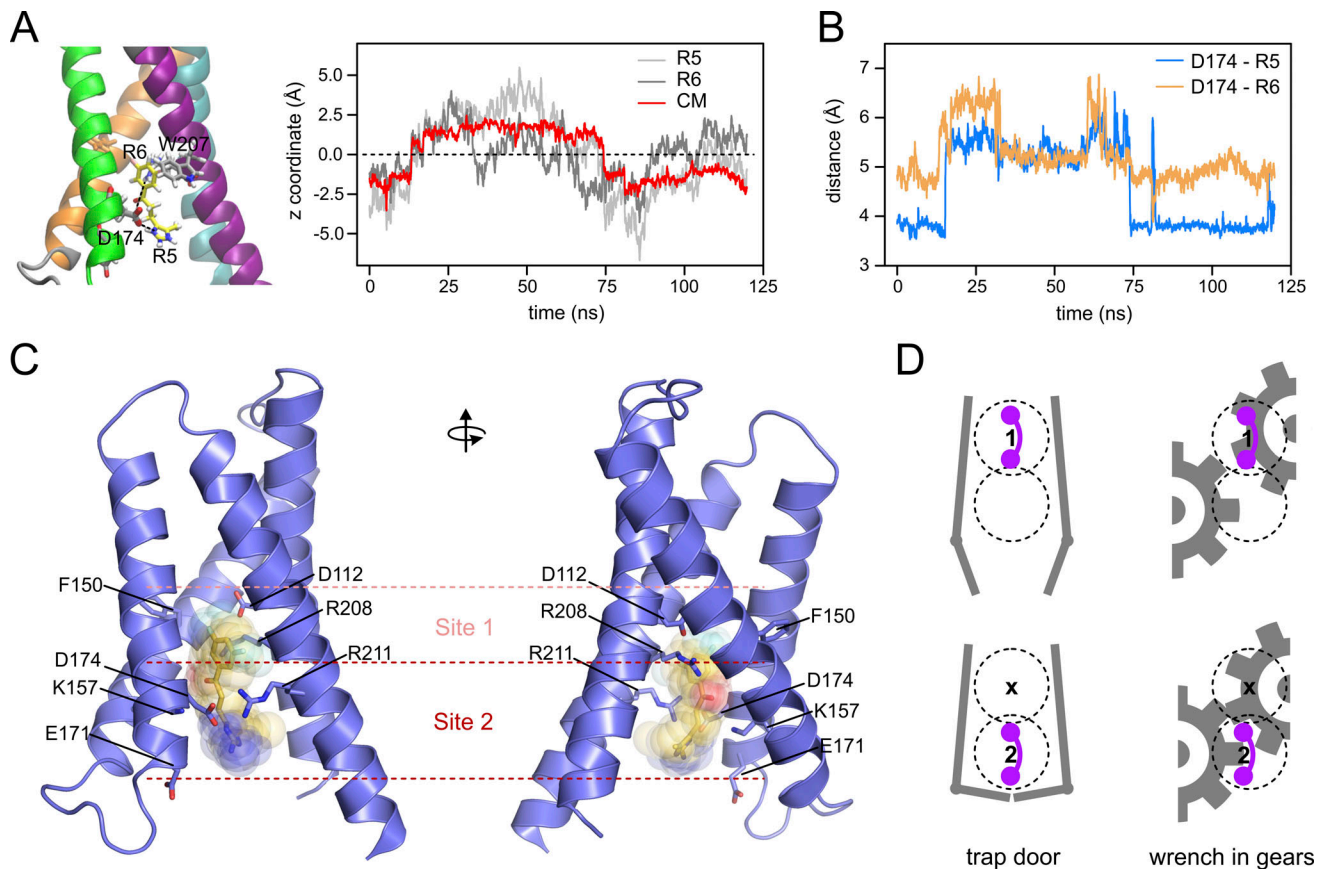 A
R6
W207
D174
R5
z coordinate (Å)
5.0
2.5
0.0
-2.5
-5.0
R5
R6
CM
0
25
50
75
100
125
time (ns)
B
distance (Å)
7
6
5
4
3
D174 - R5
D174 - R6
0
25
50
75
100
125
time (ns)
C
F150
D174
K157
E171
D112
R208
R211
Site 1
Site 2
D112
R208
R211
F150
D174
K157
E171
D
1
1
x
2
x
2
trap door
wrench in gears